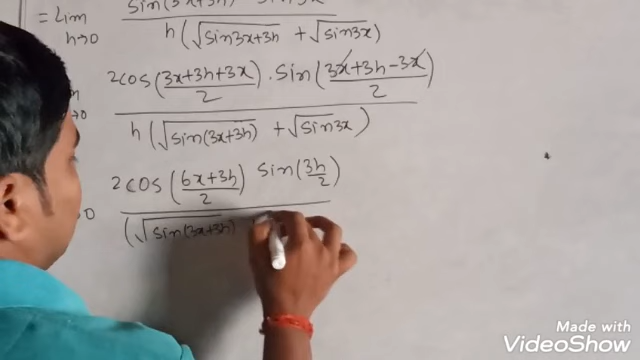 sin(3x+3h) - sin3x
= Lim
h→0
h(√sin3x+3h + √sin3x)
2cos(3x+3h+3x/2) . sin(3x+3h-3x/2)
h(√sin(3x+3h) + √sin3x)
2cos(6x+3h/2) sin(3h/2)
(√sin(3x+3h)
Made with
VideoShow